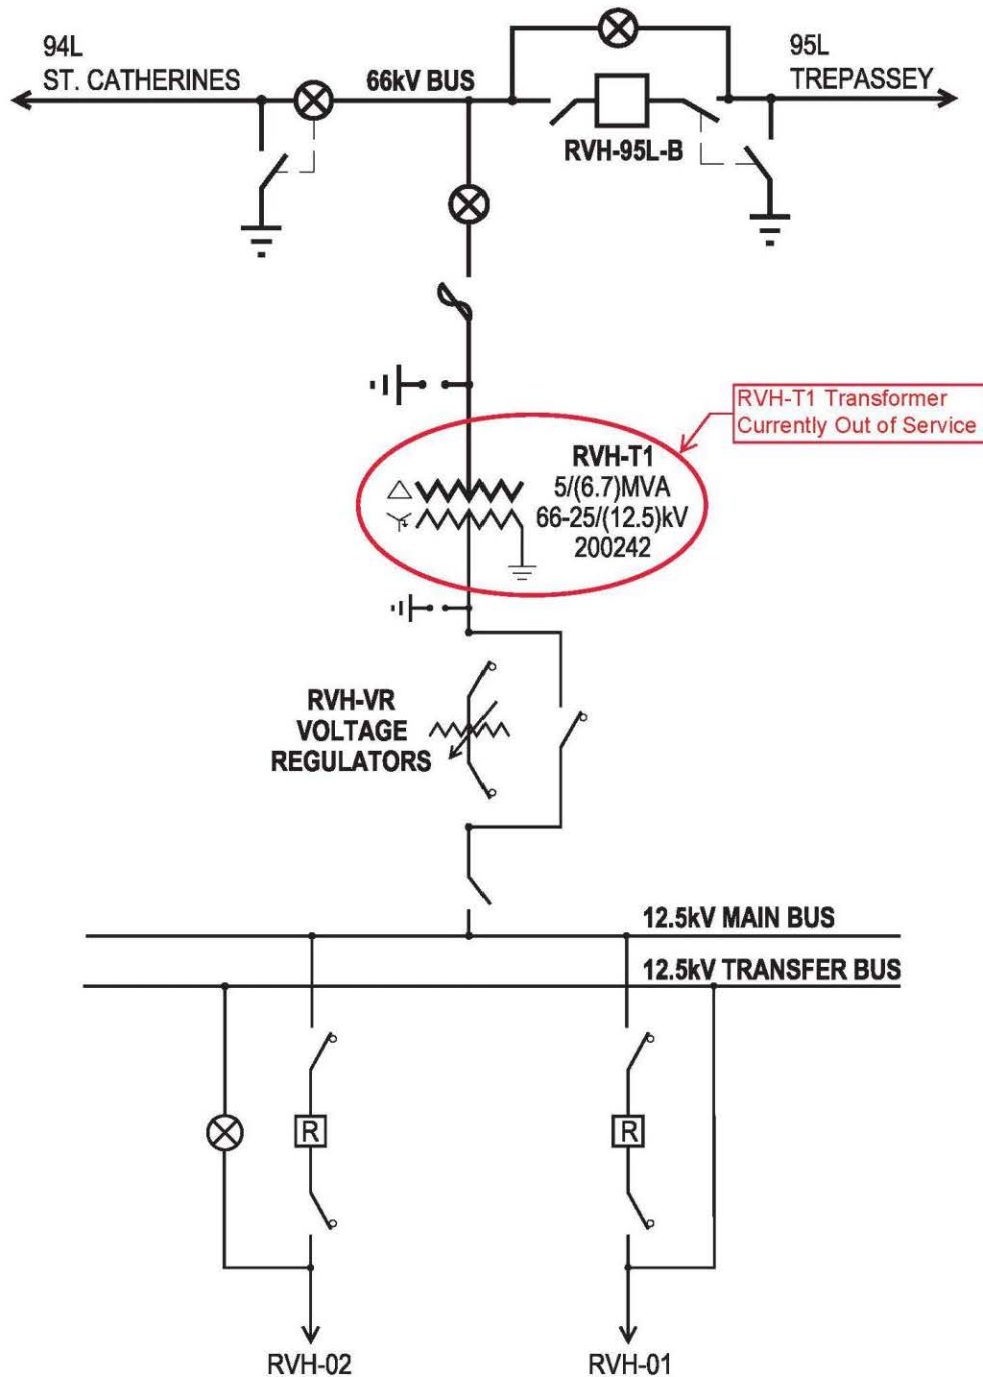 94L
ST. CATHERINES
66kV BUS
95L
TREPASSEY
RVH-95L-B
RVH-T1 Transformer
Currently Out of Service
RVH-T1
5/(6.7)MVA
66-25/(12.5)kV
200242
RVH-VR
VOLTAGE
REGULATORS
12.5kV MAIN BUS
12.5kV TRANSFER BUS
R
R
RVH-02
RVH-01